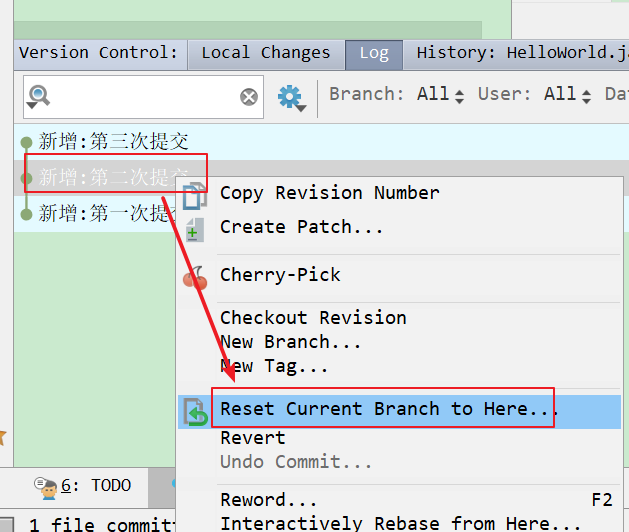 Version Control: Local Changes Log History: HelloWorld.ja
Branch: All User: All Da
新增:第三次提交
新增:第二次提交
新增:第一次提交
Copy Revision Number
Create Patch...
Cherry-Pick
Checkout Revision
New Branch...
New Tag...
Reset Current Branch to Here...
Revert
Undo Commit...
Reword... F2
Interactively Rebase from Here...
6: TODO
1 file committ